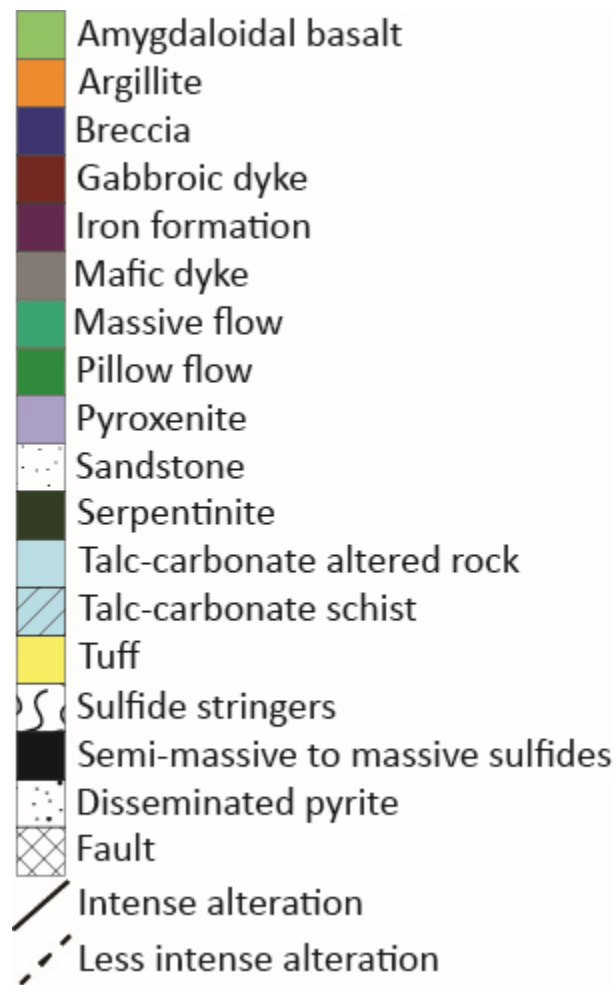 Amygdaloidal basalt
Argillite
Breccia
Gabbroic dyke
Iron formation
Mafic dyke
Massive flow
Pillow flow
Pyroxenite
Sandstone
Serpentinite
Talc-carbonate altered rock
Talc-carbonate schist
Tuff
Sulfide stringers
Semi-massive to massive sulfides
Disseminated pyrite
Fault
Intense alteration
Less intense alteration